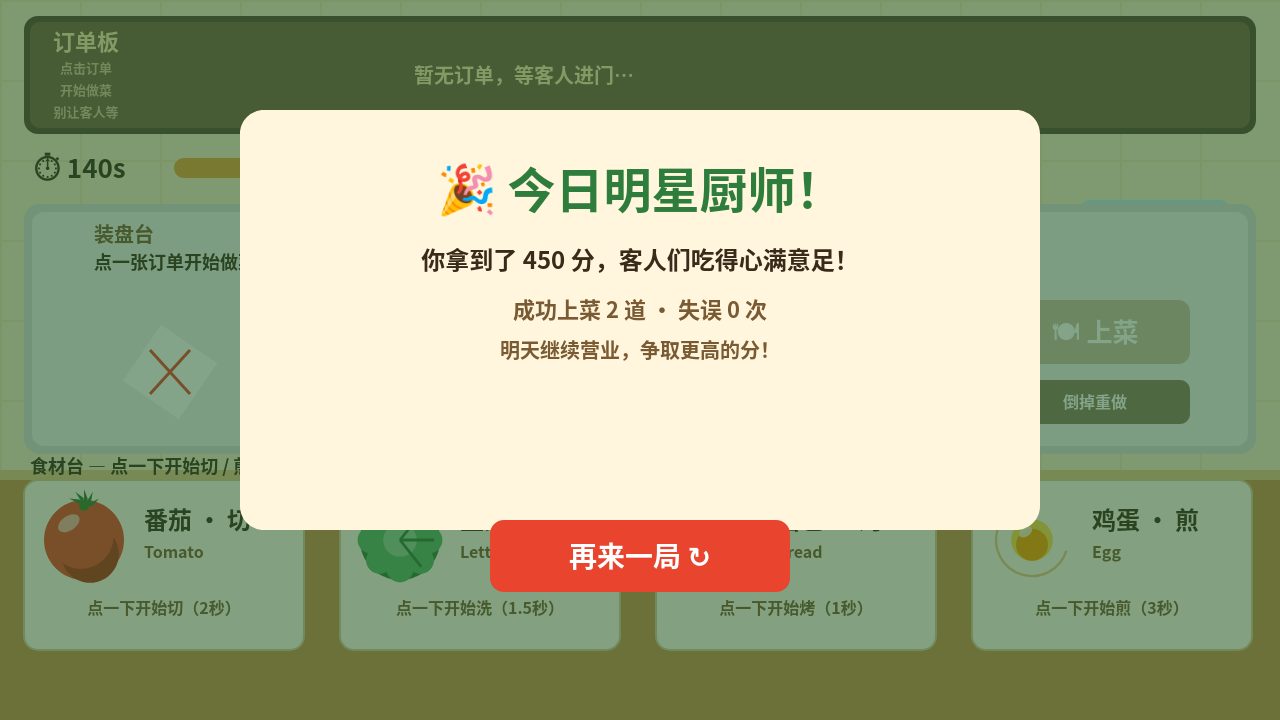 订单板
点击订单
开始做菜
别让客人等
暂无订单，等客人进门…
⏱ 140s
🎉 今日明星厨师！
你拿到了 450 分，客人们吃得心满意足！
成功上菜 2 道 · 失误 0 次
明天继续营业，争取更高的分！
装盘台
点一张订单开始做
🍽 上菜
倒掉重做
食材台 — 点一下开始切 /
番茄 · 切
Tomato
点一下开始切（2秒）
Lett
点一下开始洗（1.5秒）
再来一局 ↻
read
点一下开始烤（1秒）
鸡蛋 · 煎
Egg
点一下开始煎（3秒）